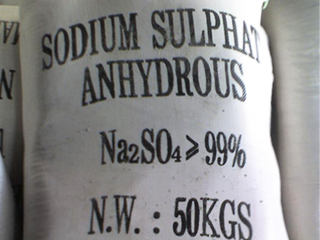 SODIUM SULPHAT
ANHYDROUS
Na₂SO₄⩾99%
N.W. : 50KGS